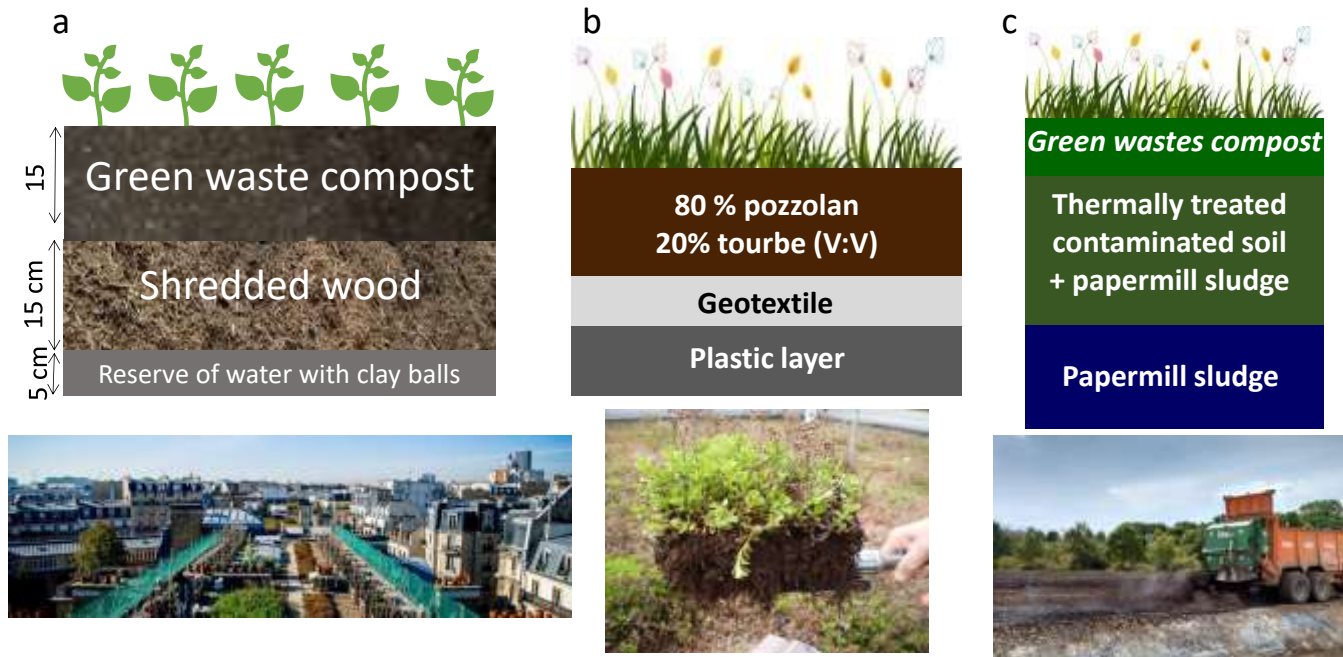 a
15
Green waste compost
15 cm
Shredded wood
5 cm
Reserve of water with clay balls
b
80 % pozzolan
20% tourbe (V:V)
Geotextile
Plastic layer
c
Green wastes compost
Thermally treated
contaminated soil
+ papermill sludge
Papermill sludge